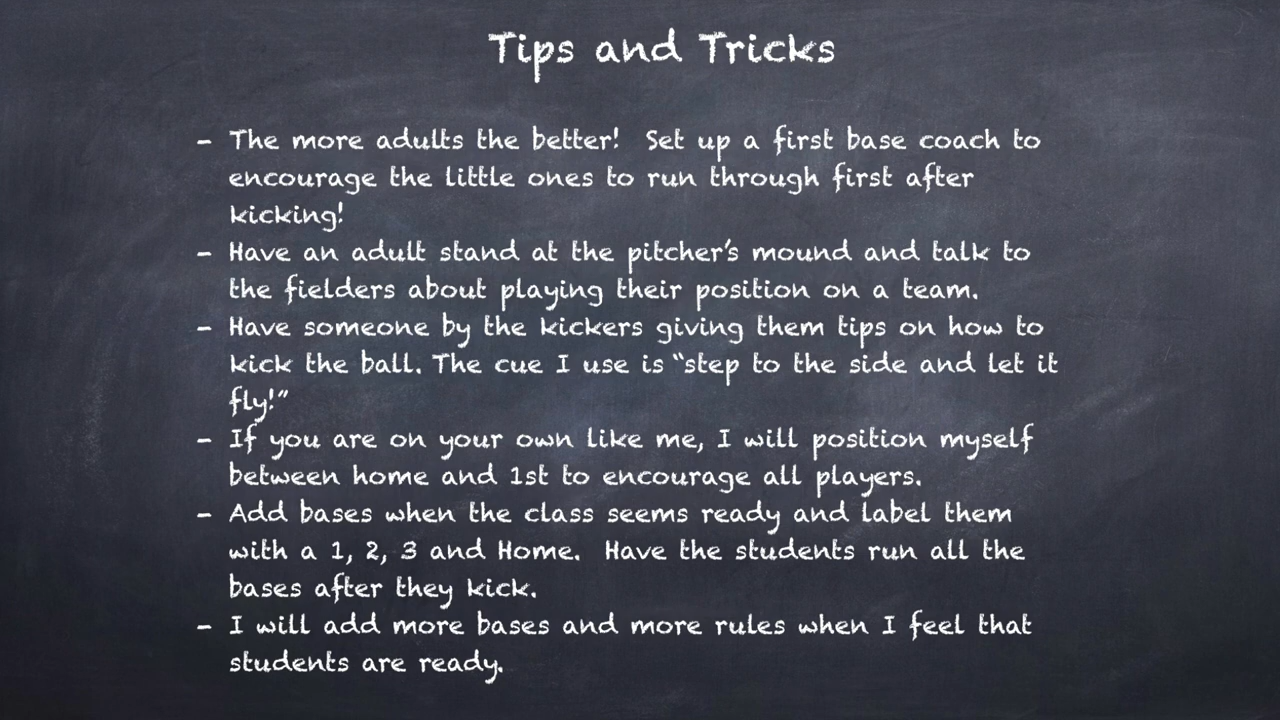 Tips and Tricks
- The more adults the better!  Set up a first base coach to
encourage the little ones to run through first after
kicking!
- Have an adult stand at the pitcher’s mound and talk to
the fielders about playing their position on a team.
- Have someone by the kickers giving them tips on how to
kick the ball. The cue I use is “step to the side and let it
fly!”
- If you are on your own like me, I will position myself
between home and 1st to encourage all players.
- Add bases when the class seems ready and label them
with a 1, 2, 3 and Home.  Have the students run all the
bases after they kick.
- I will add more bases and more rules when I feel that
students are ready.